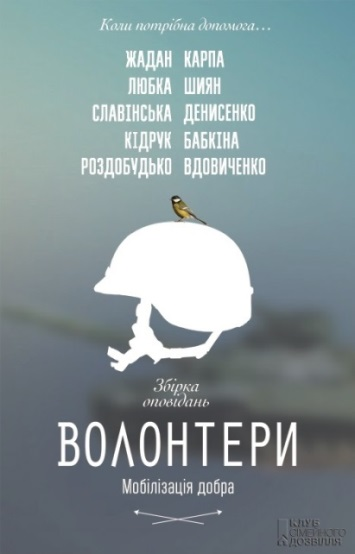 Коли потрібна допомога...
ЖАДАН КАРПА
ЛЮБКА ШИЯН
СЛАВІНСЬКА ДЕНИСЕНКО
КІДРУК БАБКІНА
РОЗДОБУДЬКО ВДОВИЧЕНКО
Збірка
оповідань
ВОЛОНТЕРИ
Мобілізація добра
КЛУБ
СІМЕЙНОГО
ДОЗВІЛЛЯ